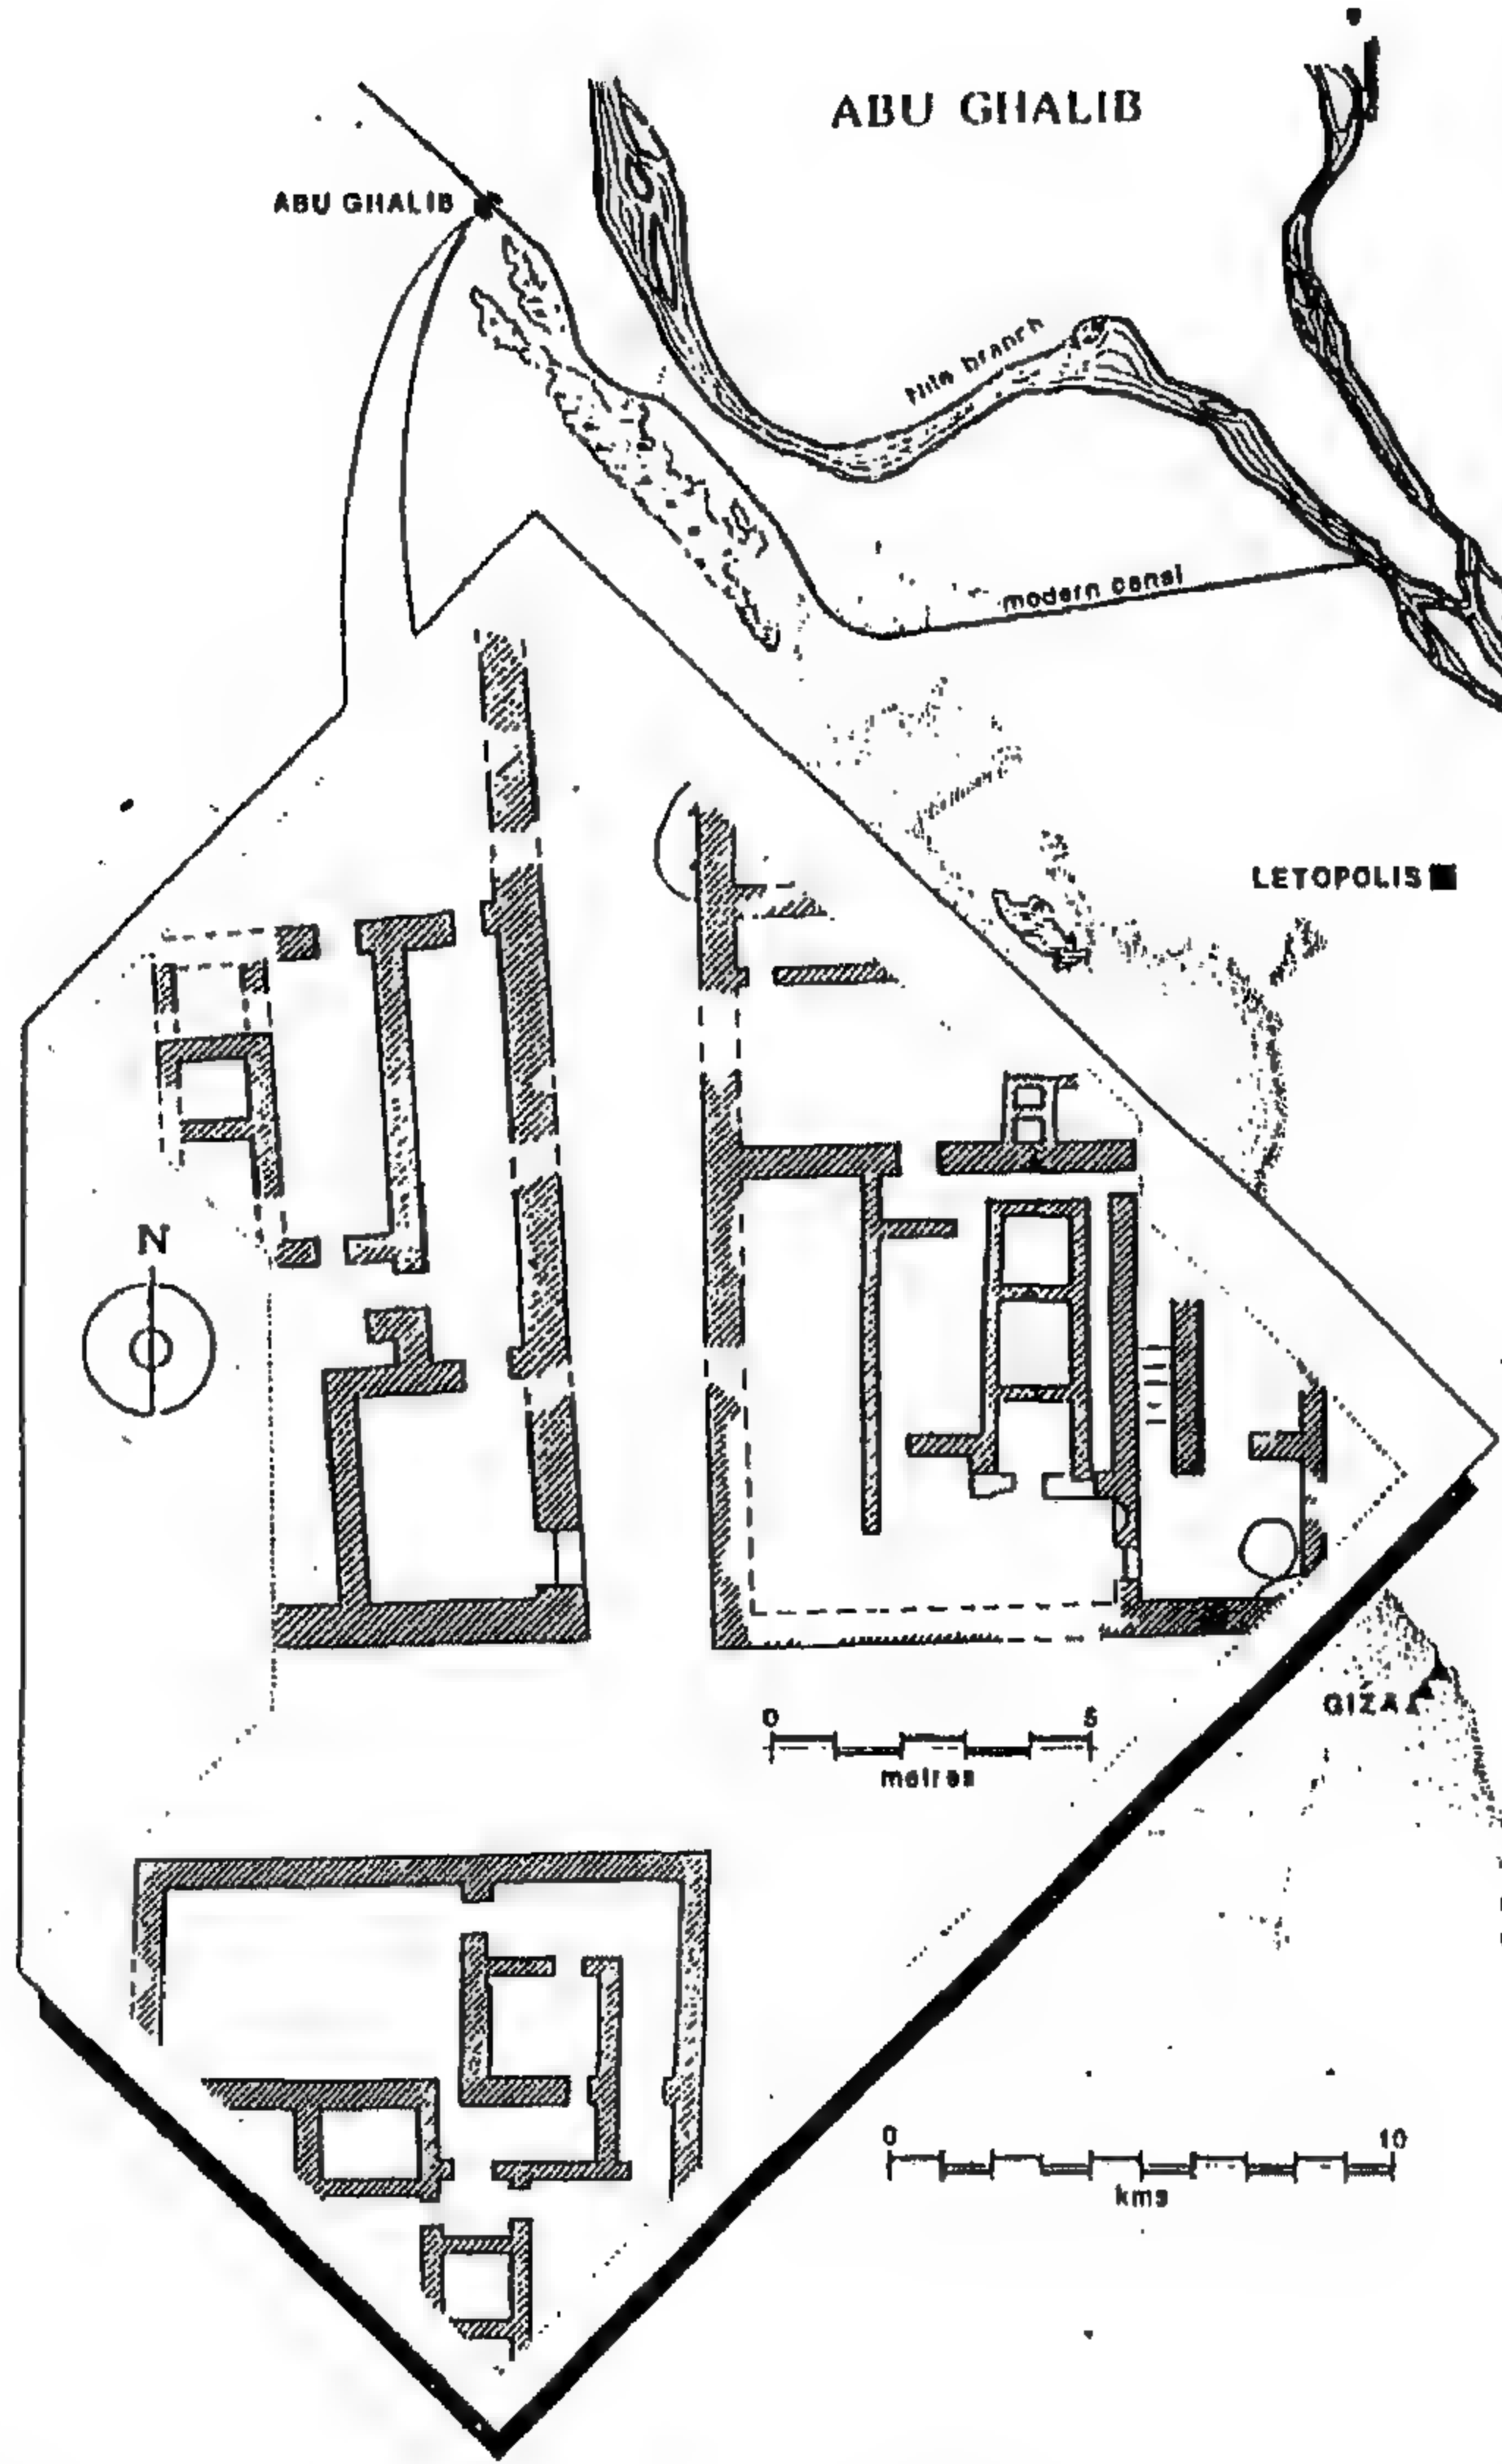 ABU GHALIB
ABU GHALIB
Nile branch
modern canal
LETOPOLIS
N
GIZA
0 5
metres
0 10
kms